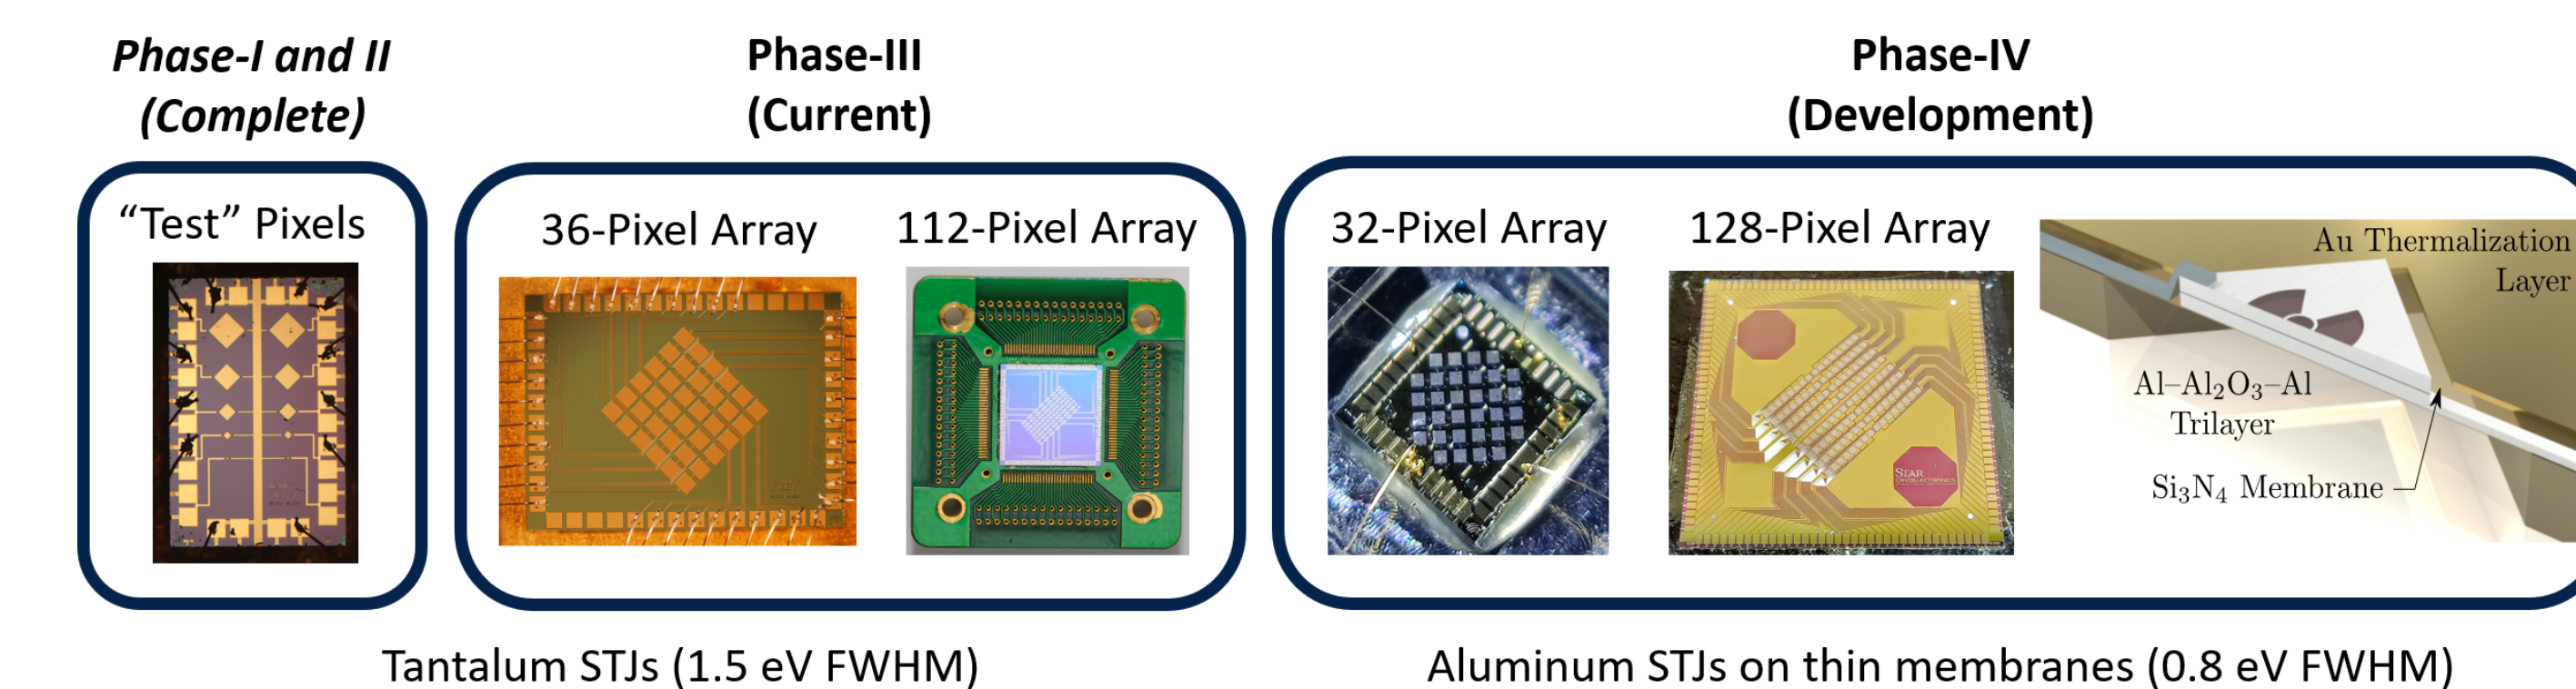 Phase-I and II
(Complete)
Phase-III
(Current)
Phase-IV
(Development)
“Test” Pixels
36-Pixel Array
112-Pixel Array
32-Pixel Array
128-Pixel Array
STAR
CRYOELECTRONICS
Au Thermalization
Layer
Al–Al₂O₃–Al
Trilayer
Si₃N₄ Membrane
Tantalum STJs (1.5 eV FWHM)
Aluminum STJs on thin membranes (0.8 eV FWHM)